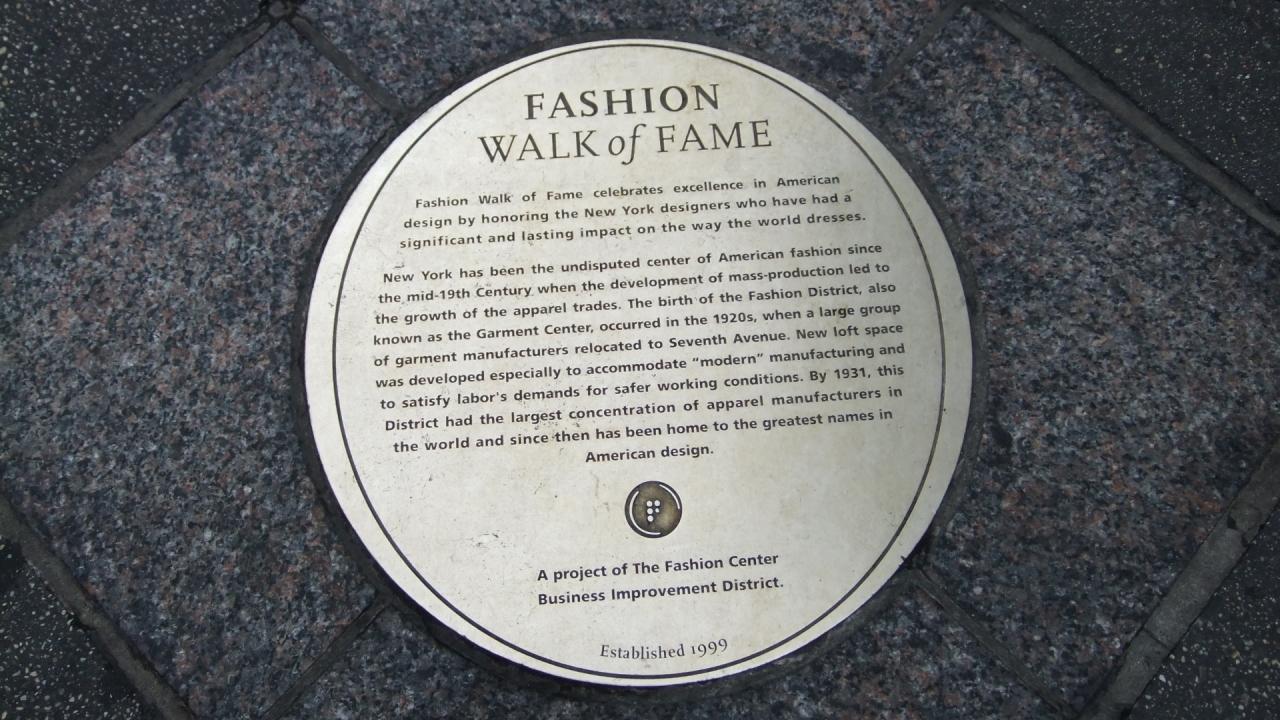 FASHION
WALK of FAME
Fashion Walk of Fame celebrates excellence in American
design by honoring the New York designers who have had a
significant and lasting impact on the way the world dresses.
New York has been the undisputed center of American fashion since
the mid-19th Century when the development of mass-production led to
the growth of the apparel trades. The birth of the Fashion District, also
known as the Garment Center, occurred in the 1920s, when a large group
of garment manufacturers relocated to Seventh Avenue. New loft space
was developed especially to accommodate “modern” manufacturing and
to satisfy labor's demands for safer working conditions. By 1931, this
District had the largest concentration of apparel manufacturers in
the world and since then has been home to the greatest names in
American design.
A project of The Fashion Center
Business Improvement District.
Established 1999